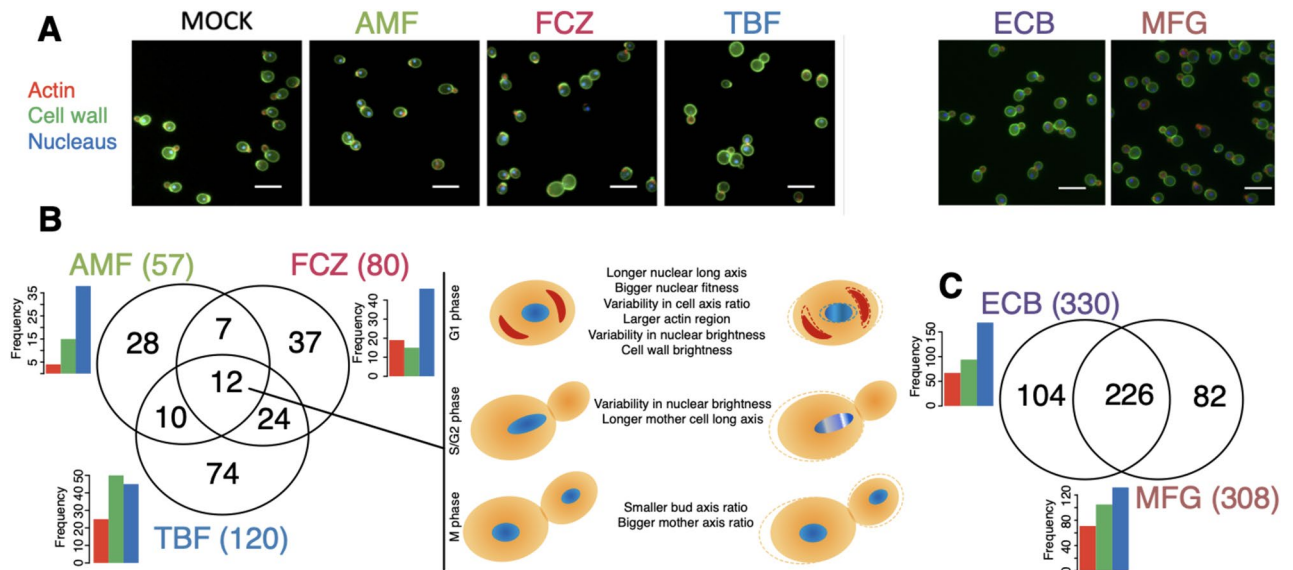 A
MOCK
AMF
FCZ
TBF
ECB
MFG
Actin
Cell wall
Nucleaus
B
AMF (57)
FCZ (80)
Frequency
5
15
25
35
28
7
37
12
10
24
74
Frequency
0
10
20
30
40
Frequency
0
10
20
30
40
50
TBF (120)
G1 phase
Longer nuclear long axis
Bigger nuclear fitness
Variability in cell axis ratio
Larger actin region
Variability in nuclear brightness
Cell wall brightness
S/G2 phase
Variability in nuclear brightness
Longer mother cell long axis
M phase
Smaller bud axis ratio
Bigger mother axis ratio
C
ECB (330)
Frequency
0
50
100
150
104
226
82
MFG (308)
Frequency
0
40
80
120